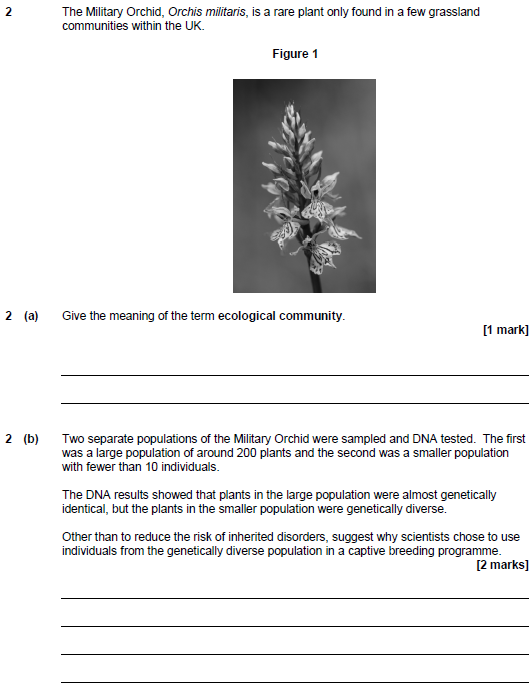 2 The Military Orchid, Orchis militaris, is a rare plant only found in a few grassland
communities within the UK.
Figure 1
2 (a) Give the meaning of the term ecological community.
[1 mark]
2 (b) Two separate populations of the Military Orchid were sampled and DNA tested. The first
was a large population of around 200 plants and the second was a smaller population
with fewer than 10 individuals.
The DNA results showed that plants in the large population were almost genetically
identical, but the plants in the smaller population were genetically diverse.
Other than to reduce the risk of inherited disorders, suggest why scientists chose to use
individuals from the genetically diverse population in a captive breeding programme.
[2 marks]